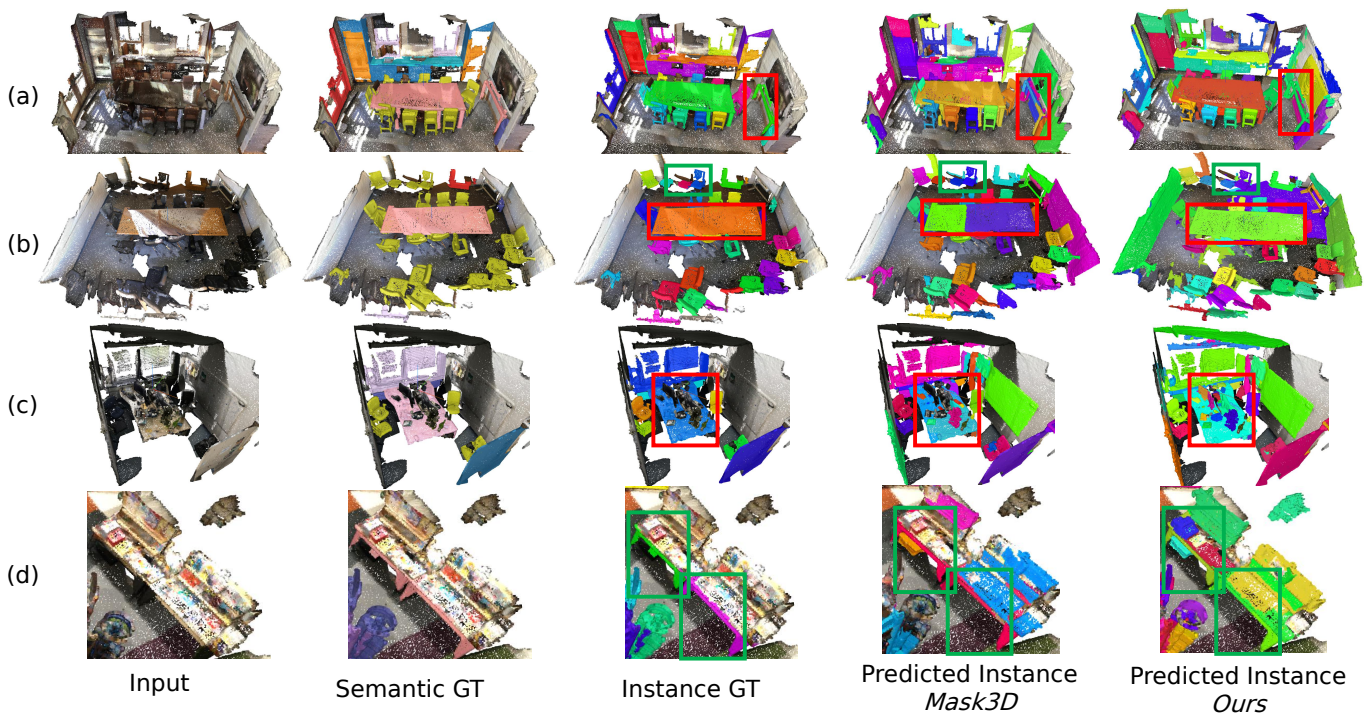 (a)
(b)
(c)
(d)
Input
Semantic GT
Instance GT
Predicted Instance
Mask3D
Predicted Instance
Ours